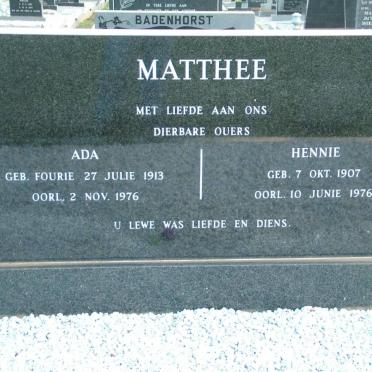 BADENHORST
MATTHEE
MET LIEFDE AAN ONS
DIERBARE OUERS
ADA
GEB. FOURIE 27 JULIE 1913
OORL. 2 NOV. 1976
HENNIE
GEB. 7 OKT. 1907
OORL. 10 JUNIE 1976
U LEWE WAS LIEFDE EN DIENS.